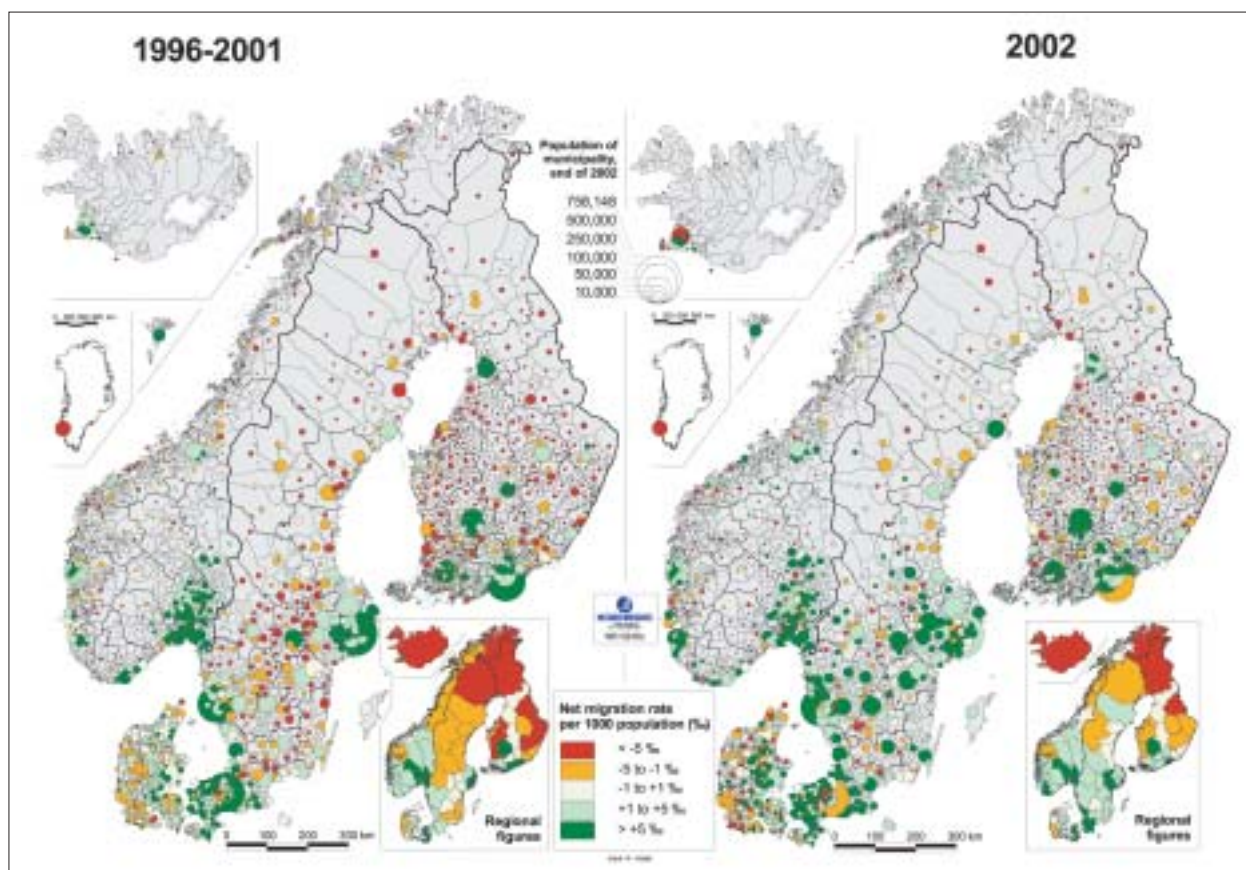 1996-2001
2002
Population of
municipality,
end of 2002
758,148
500,000
250,000
100,000
50,000
10,000
Net migration rate
per 1000 population (‰)
< -5 ‰
-5 to -1 ‰
-1 to +1 ‰
+1 to +5 ‰
> +5 ‰
Regional
figures
Regional
figures
0 100 200 300 km
0 100 200 300 km